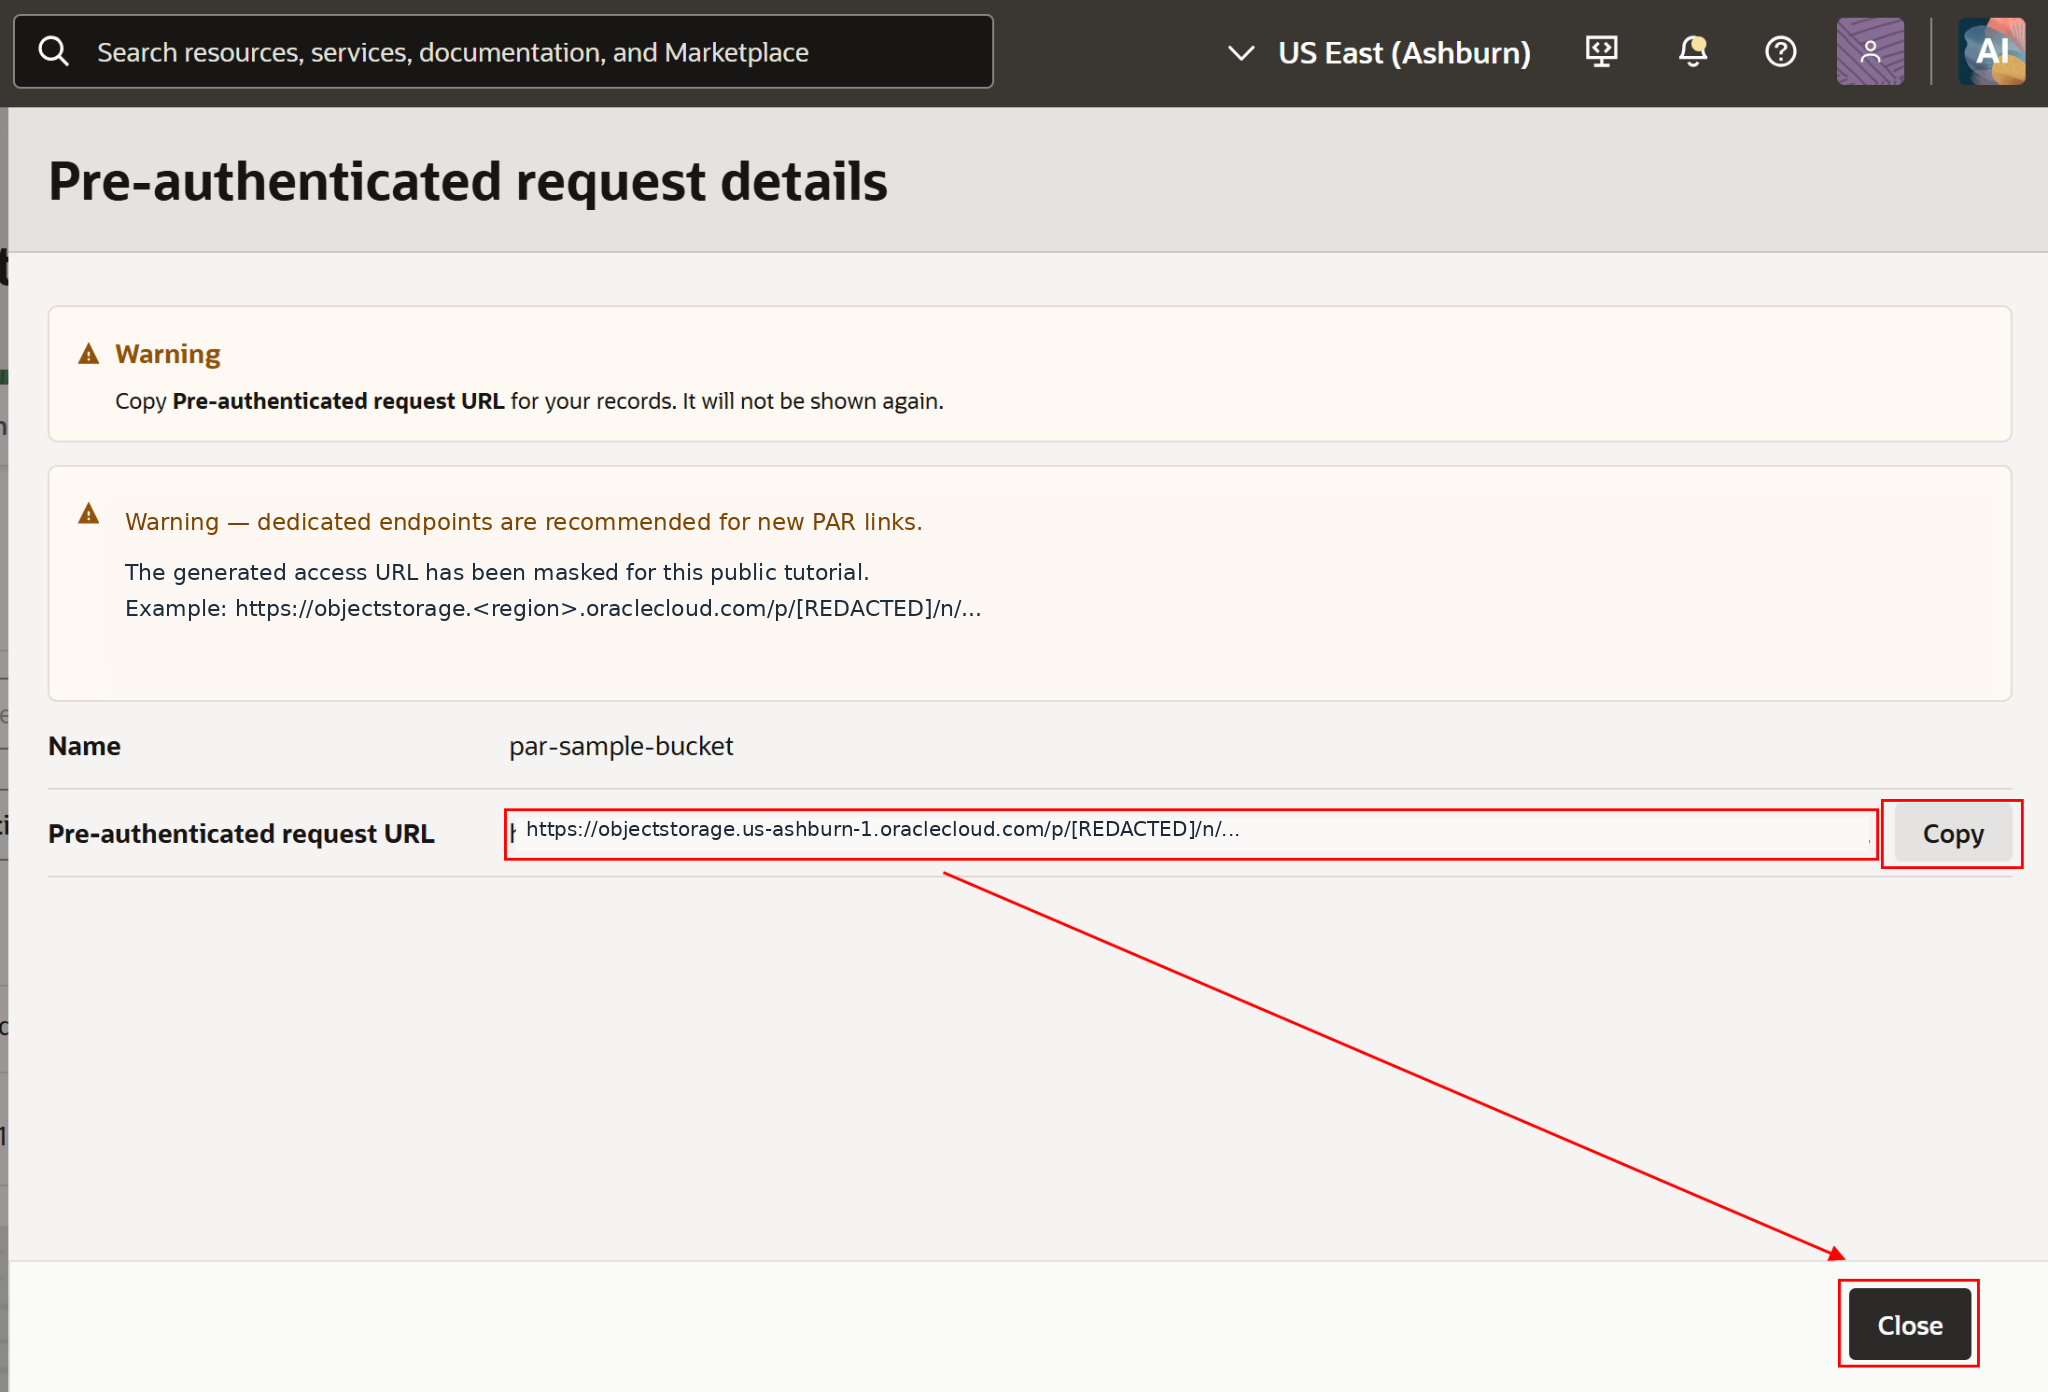 Search resources, services, documentation, and Marketplace
US East (Ashburn)
AI
Pre-authenticated request details
Warning
Copy Pre-authenticated request URL for your records. It will not be shown again.
Warning — dedicated endpoints are recommended for new PAR links.
The generated access URL has been masked for this public tutorial.
Example: https://objectstorage.<region>.oraclecloud.com/p/[REDACTED]/n/...
Name
par-sample-bucket
Pre-authenticated request URL
https://objectstorage.us-ashburn-1.oraclecloud.com/p/[REDACTED]/n/...
Copy
Close